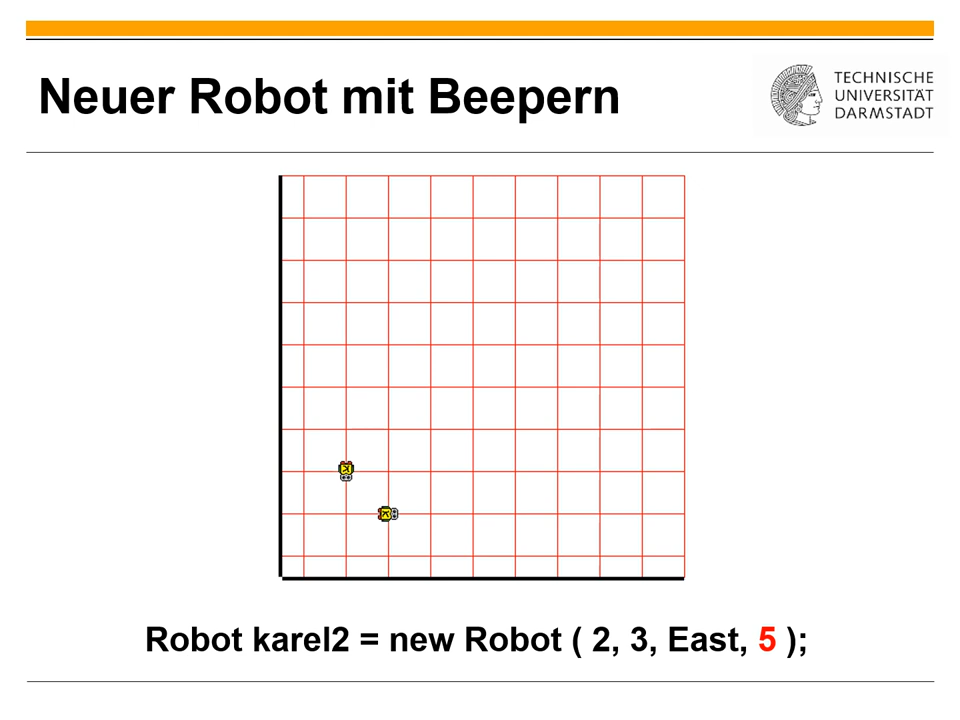 Neuer Robot mit Beepern
TECHNISCHE
UNIVERSITÄT
DARMSTADT
Robot karel2 = new Robot ( 2, 3, East, 5 );